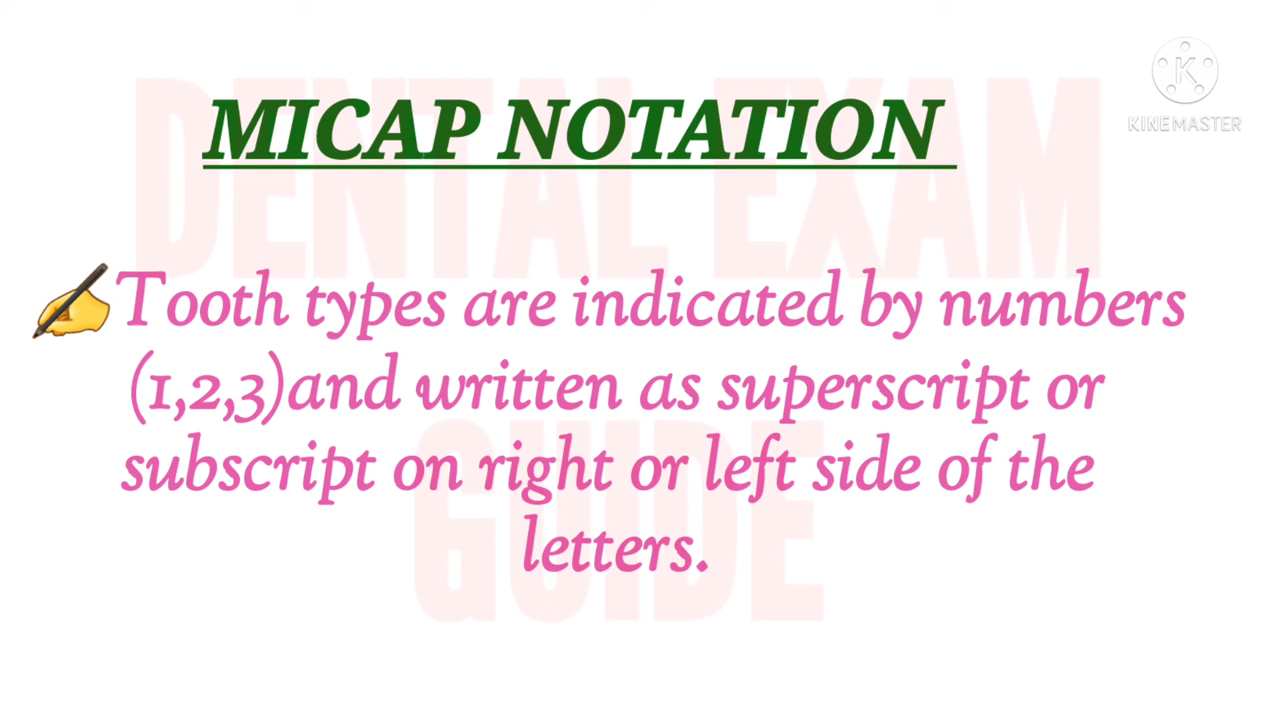 MICAP NOTATION
K
KINEMASTER
DENTAL EXAM
✍Tooth types are indicated by numbers
(1,2,3)and written as superscript or
subscript on right or left side of the
letters.
GUIDE